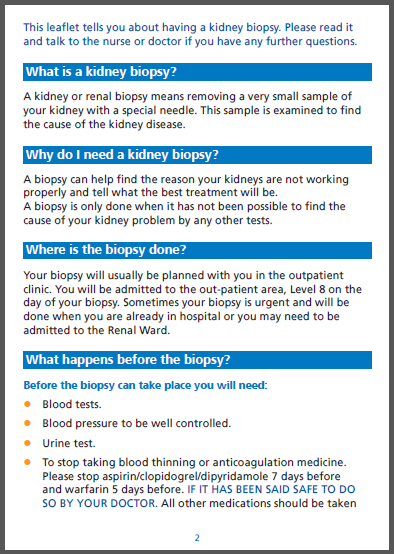 This leaflet tells you about having a kidney biopsy. Please read it
and talk to the nurse or doctor if you have any further questions.
What is a kidney biopsy?
A kidney or renal biopsy means removing a very small sample of
your kidney with a special needle. This sample is examined to find
the cause of the kidney disease.
Why do I need a kidney biopsy?
A biopsy can help find the reason your kidneys are not working
properly and tell what the best treatment will be.
A biopsy is only done when it has not been possible to find the
cause of your kidney problem by any other tests.
Where is the biopsy done?
Your biopsy will usually be planned with you in the outpatient
clinic. You will be admitted to the out-patient area, Level 8 on the
day of your biopsy. Sometimes your biopsy is urgent and will be
done when you are already in hospital or you may need to be
admitted to the Renal Ward.
What happens before the biopsy?
Before the biopsy can take place you will need:
• Blood tests.
• Blood pressure to be well controlled.
• Urine test.
• To stop taking blood thinning or anticoagulation medicine.
Please stop aspirin/clopidogrel/dipyridamole 7 days before
and warfarin 5 days before. IF IT HAS BEEN SAID SAFE TO DO
SO BY YOUR DOCTOR. All other medications should be taken
2